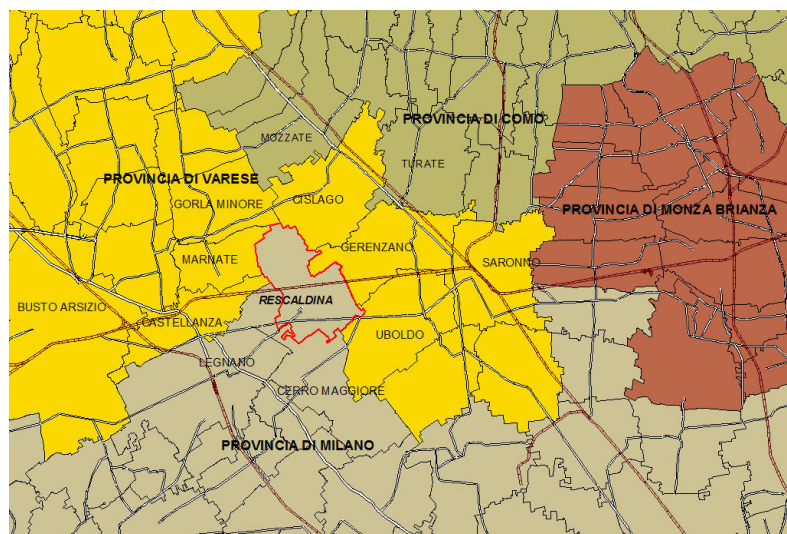 PROVINCIA DI COMO
MOZZATE
TURATE
PROVINCIA DI VARESE
CISLAGO
GORLA MINORE
PROVINCIA DI MONZA BRIANZA
GERENZANO
MARNATE
SARONNO
RESCALDINA
BUSTO ARSIZIO
CASTELLANZA
UBOLDO
LEGNANO
CERRO MAGGIORE
PROVINCIA DI MILANO